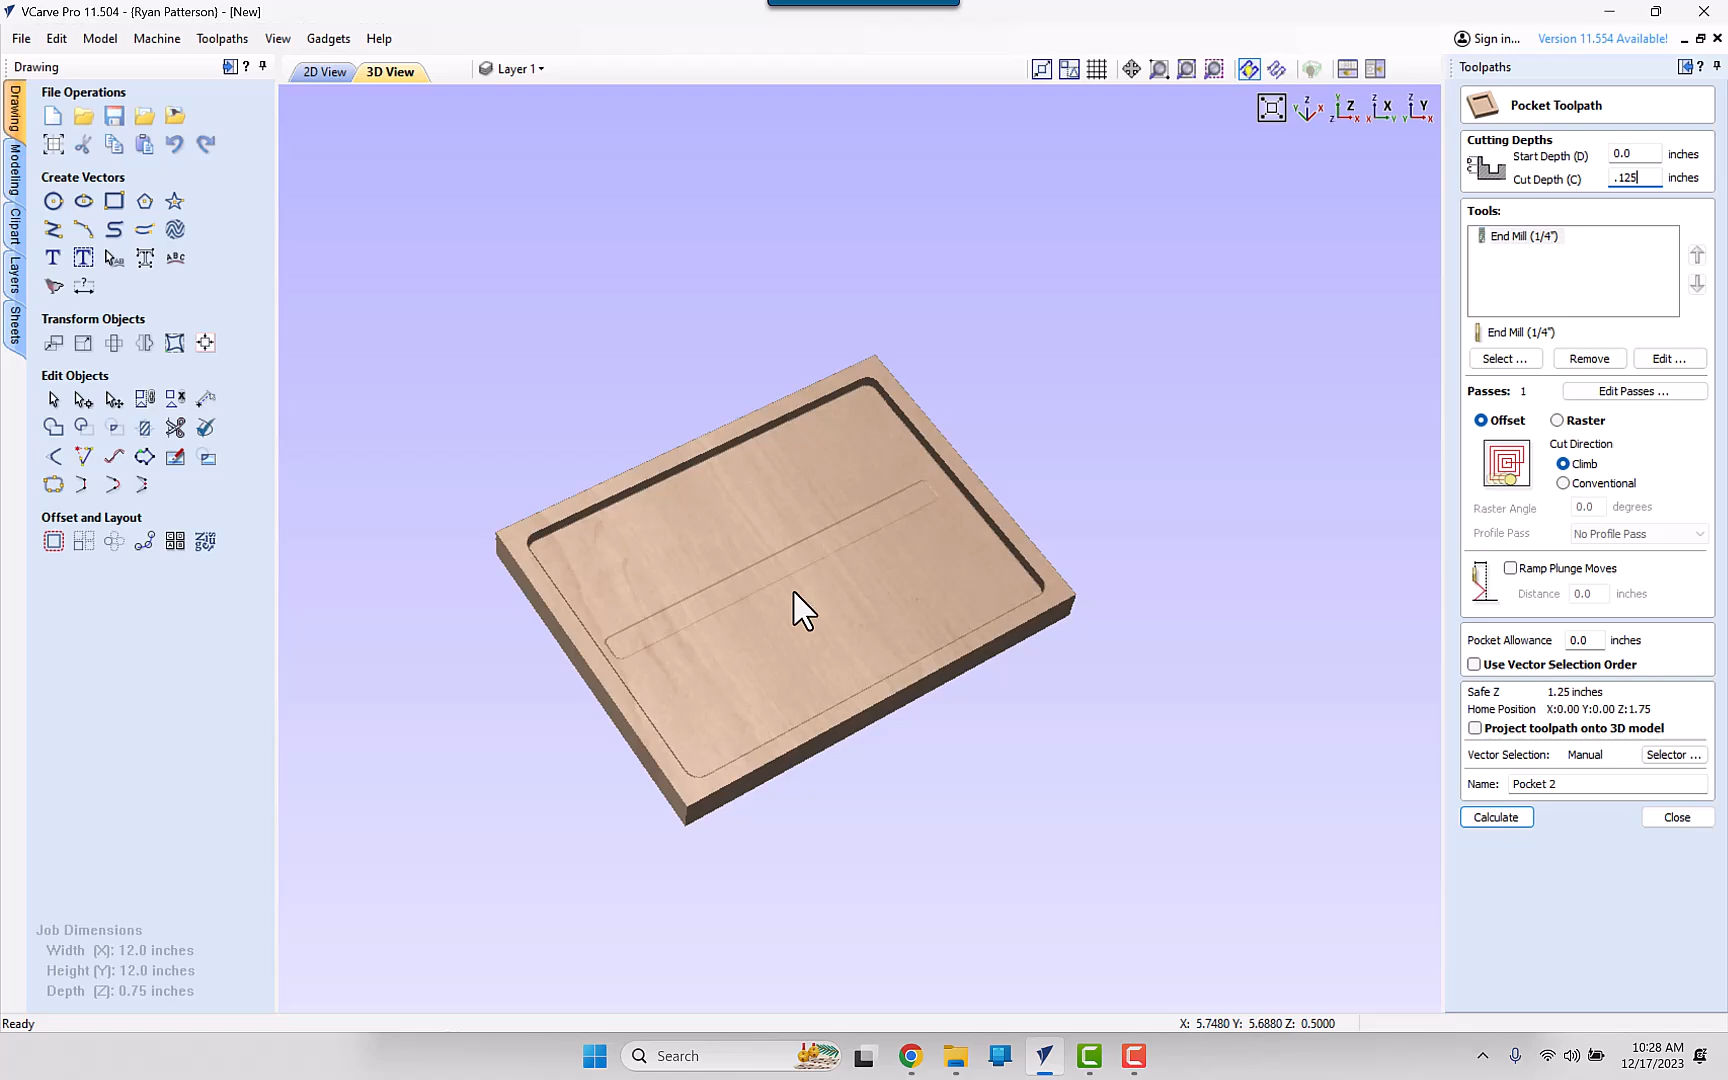 VCarve Pro 11.504 - {Ryan Patterson} - [New]
File Edit Model Machine Toolpaths View Gadgets Help
Sign in...
Version 11.554 Available!
Drawing
2D View
3D View
Layer 1
Toolpaths
Drawing
Modeling
Clipart
Layers
Sheets
File Operations
Create Vectors
Transform Objects
Edit Objects
Offset and Layout
Job Dimensions
Width (X): 12.0 inches
Height (Y): 12.0 inches
Depth (Z): 0.75 inches
Pocket Toolpath
Cutting Depths
Start Depth (D) 0.0 inches
Cut Depth (C) .125 inches
Tools:
End Mill (1/4")
End Mill (1/4")
Select ... Remove Edit ...
Passes: 1 Edit Passes ...
Offset Raster
Cut Direction
Climb
Conventional
Raster Angle 0.0 degrees
Profile Pass No Profile Pass
Ramp Plunge Moves
Distance 0.0 inches
Pocket Allowance 0.0 inches
Use Vector Selection Order
Safe Z 1.25 inches
Home Position X:0.00 Y:0.00 Z:1.75
Project toolpath onto 3D model
Vector Selection: Manual Selector ...
Name: Pocket 2
Calculate Close
Ready
X: 5.7480 Y: 5.6880 Z: 0.5000
Search
10:28 AM
12/17/2023